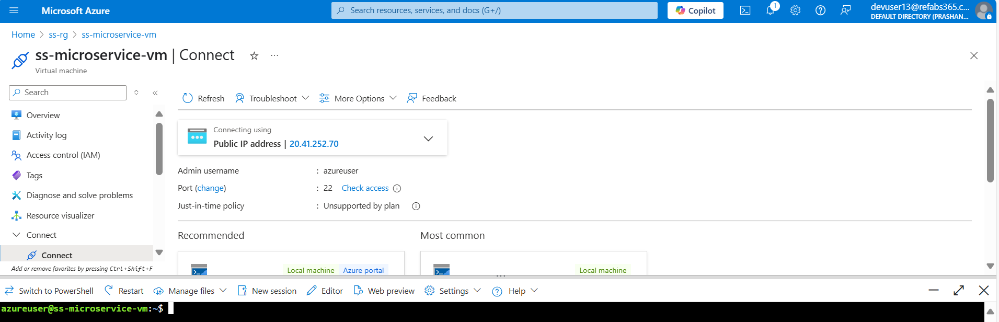 Microsoft Azure
Search resources, services, and docs (G+/)
Copilot
1
devuser13@refabs365.c...
DEFAULT DIRECTORY (PRASHAN...
Home > ss-rg > ss-microservice-vm
ss-microservice-vm | Connect
Virtual machine
Search
Refresh
Troubleshoot
More Options
Feedback
Overview
Activity log
Access control (IAM)
Tags
Diagnose and solve problems
Resource visualizer
Connect
Connect
Add or remove favorites by pressing Ctrl+Shift+F
Connecting using
Public IP address | 20.41.252.70
Admin username : azureuser
Port (change) : 22 Check access
Just-in-time policy : Unsupported by plan
Recommended
Most common
Local machine Azure portal
Local machine
Switch to PowerShell Restart Manage files New session Editor Web preview Settings Help
azureuser@ss-microservice-vm:~$